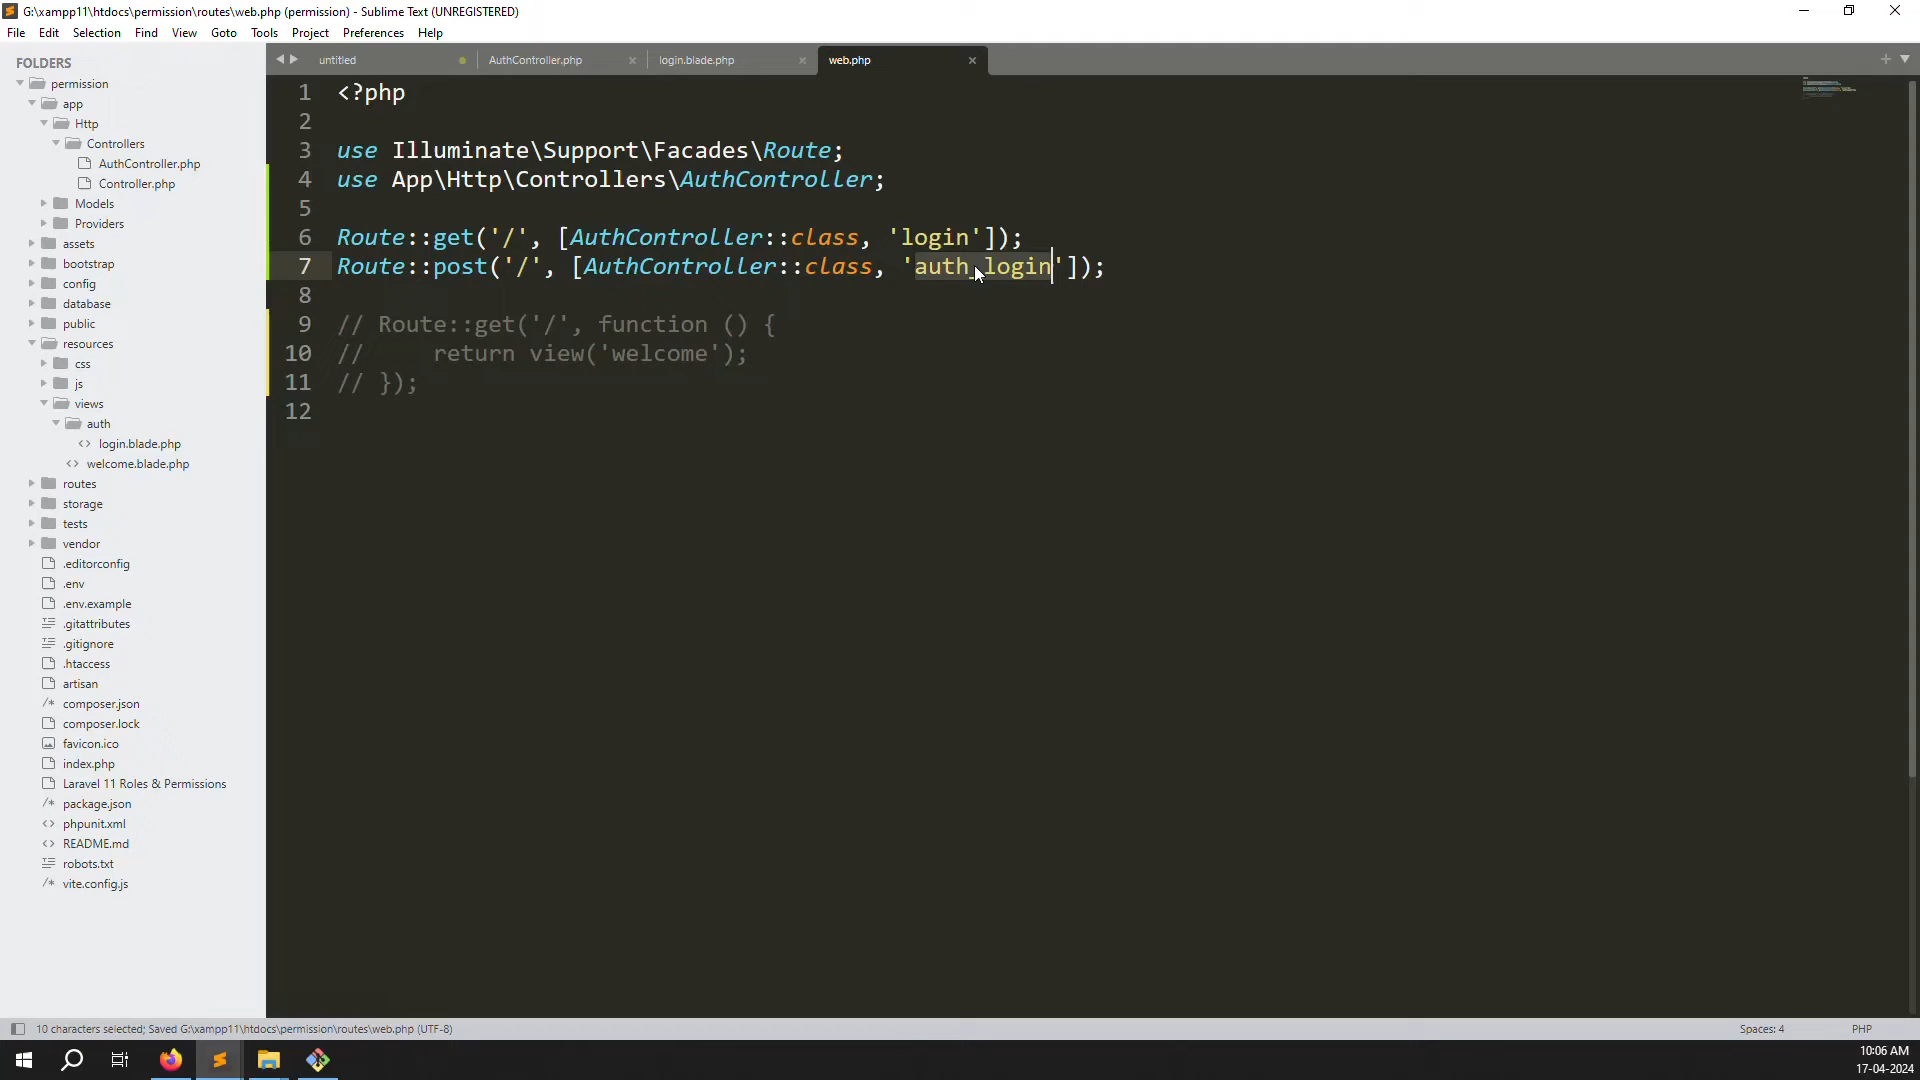 G:\xampp11\htdocs\permission\routes\web.php (permission) - Sublime Text (UNREGISTERED)
File Edit Selection Find View Goto Tools Project Preferences Help
FOLDERS
permission
app
Http
Controllers
AuthController.php
Controller.php
Models
Providers
assets
bootstrap
config
database
public
resources
css
js
views
auth
login.blade.php
welcome.blade.php
routes
storage
tests
vendor
.editorconfig
.env
.env.example
.gitattributes
.gitignore
.htaccess
artisan
composer.json
composer.lock
favicon.ico
index.php
Laravel 11 Roles & Permissions
package.json
phpunit.xml
README.md
robots.txt
vite.config.js
untitled AuthController.php login.blade.php web.php
1 <?php
2
3 use Illuminate\Support\Facades\Route;
4 use App\Http\Controllers\AuthController;
5
6 Route::get('/', [AuthController::class, 'login']);
7 Route::post('/', [AuthController::class, 'auth_login']);
8
9 // Route::get('/', function () {
10 //     return view('welcome');
11 // });
12
10 characters selected; Saved G:\xampp11\htdocs\permission\routes\web.php (UTF-8) Spaces: 4 PHP
10:06 AM
17-04-2024